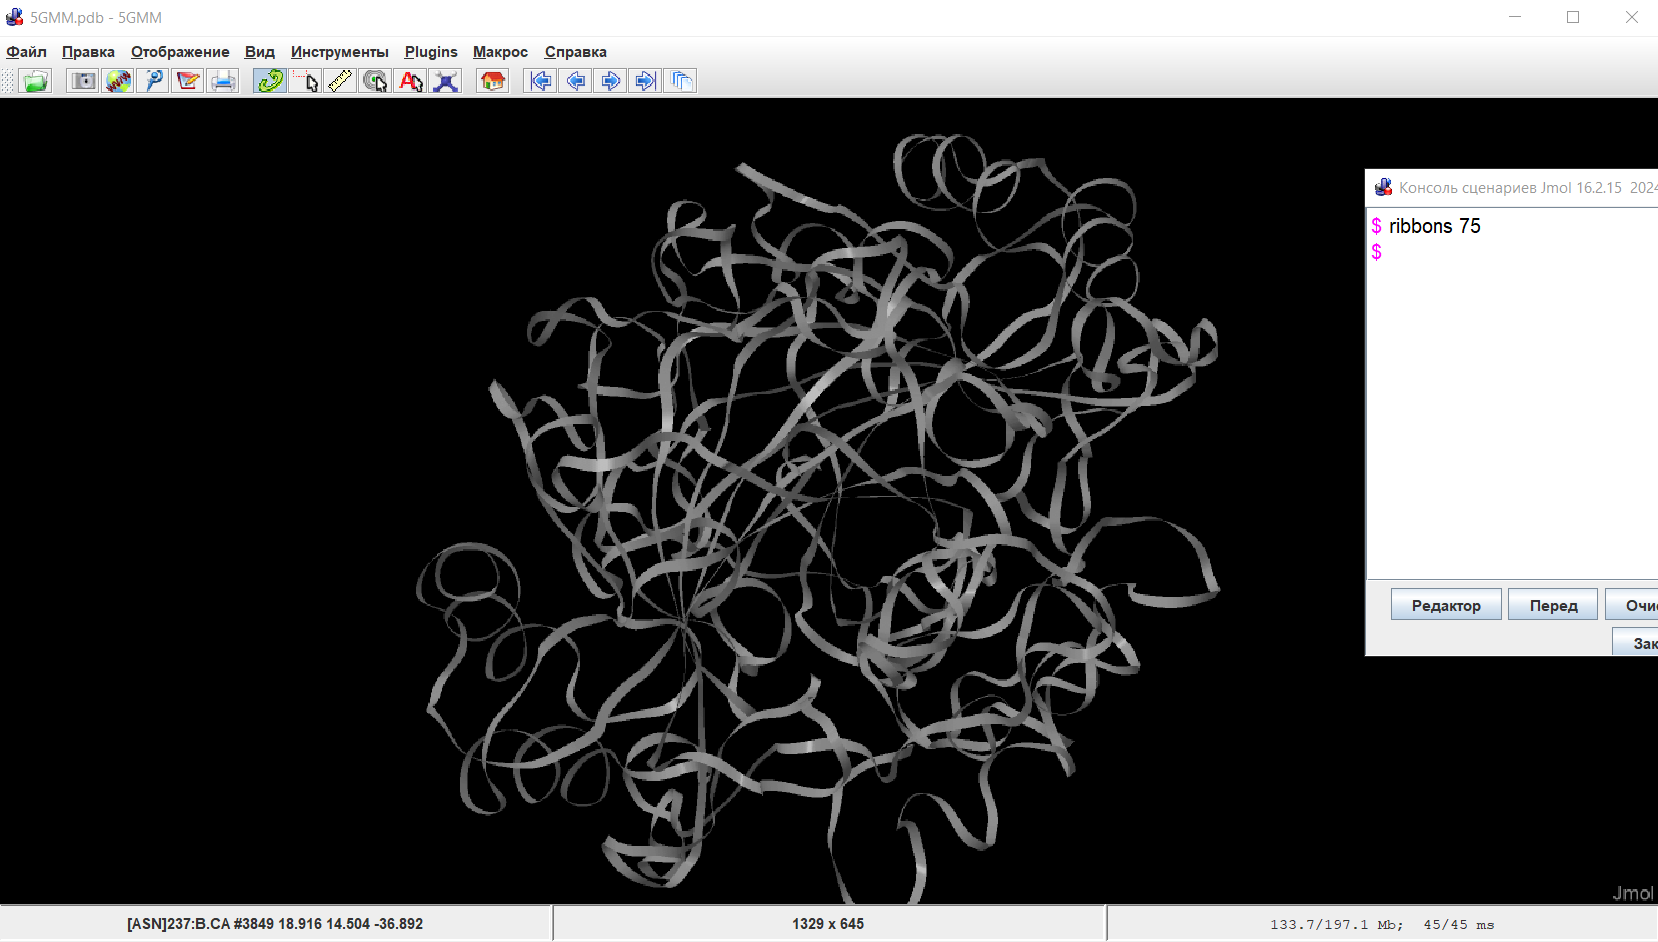 5GMM.pdb - 5GMM
Файл Правка Отображение Вид Инструменты Plugins Макрос Справка
Консоль сценариев Jmol 16.2.15 2024
$ ribbons 75
$
Редактор Перед Очи
Зак
Jmol
[ASN]237:B.CA #3849 18.916 14.504 -36.892 1329 x 645 133.7/197.1 Mb; 45/45 ms